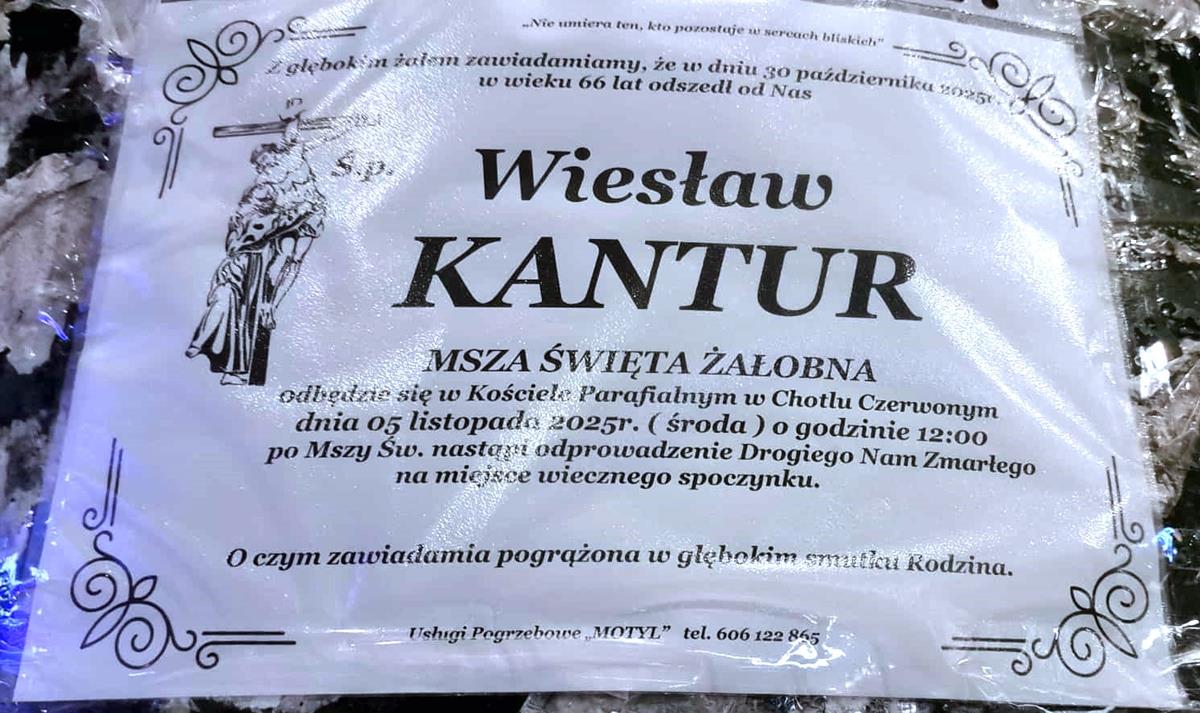 „Nie umiera ten, kto pozostaje w sercach bliskich”
Z głębokim żalem zawiadamiamy, że w dniu 30 października 2025r.
w wieku 66 lat odszedł od Nas
Ś.p.
Wiesław
KANTUR
MSZA ŚWIĘTA ŻAŁOBNA
odbędzie się w Kościele Parafialnym w Chotlu Czerwonym
dnia 05 listopada 2025r. ( środa ) o godzinie 12:00
po Mszy Św. nastąpi odprowadzenie Drogiego Nam Zmarłego
na miejsce wiecznego spoczynku.
O czym zawiadamia pogrążona w głębokim smutku Rodzina.
Usługi Pogrzebowe „MOTYL” tel. 606 122 865